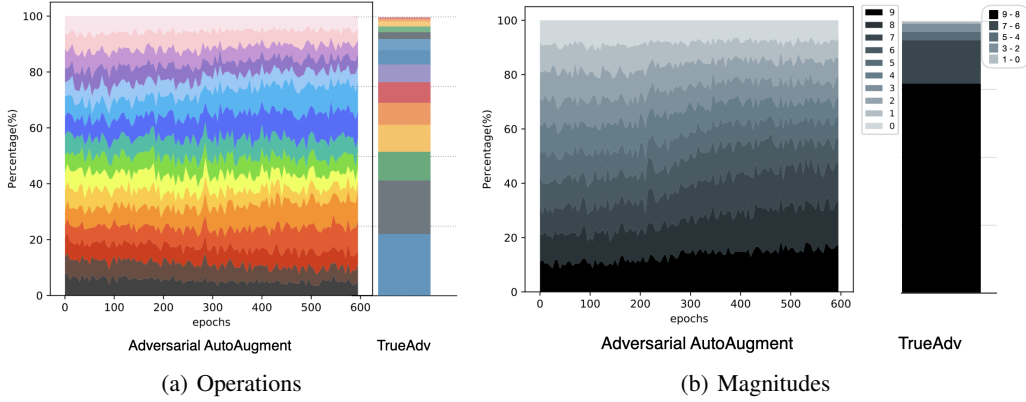 100
80
60
40
20
0
Percentage(%)
0 100 200 300 400 500 600
epochs
Adversarial AutoAugment
TrueAdv
(a) Operations
100
80
60
40
20
0
Percentage(%)
0 100 200 300 400 500 600
epochs
9
8
7
6
5
4
3
2
1
0
9 - 8
7 - 6
5 - 4
3 - 2
1 - 0
Adversarial AutoAugment
TrueAdv
(b) Magnitudes